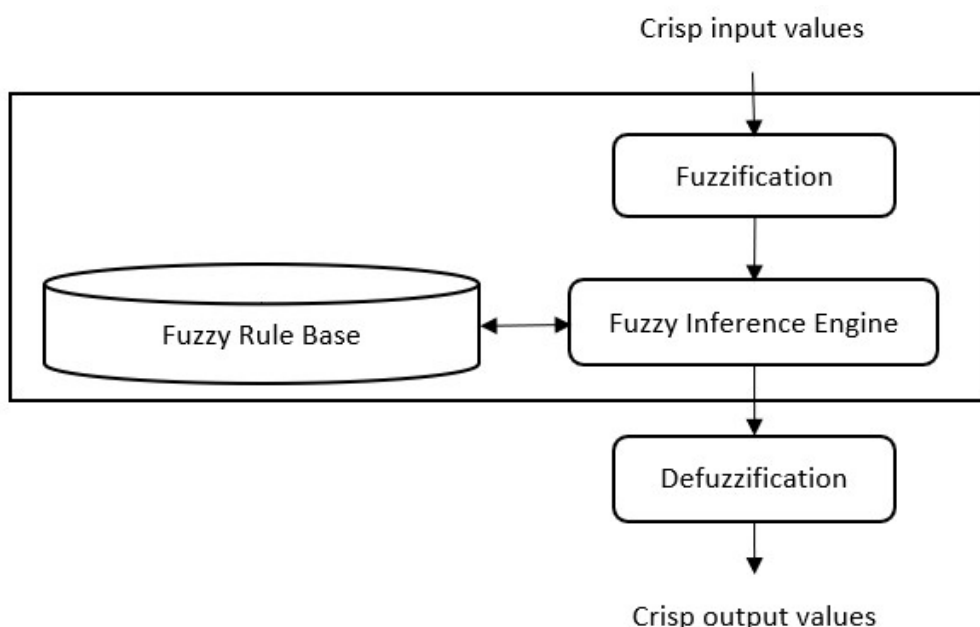 Crisp input values
Fuzzification
Fuzzy Rule Base
Fuzzy Inference Engine
Defuzzification
Crisp output values